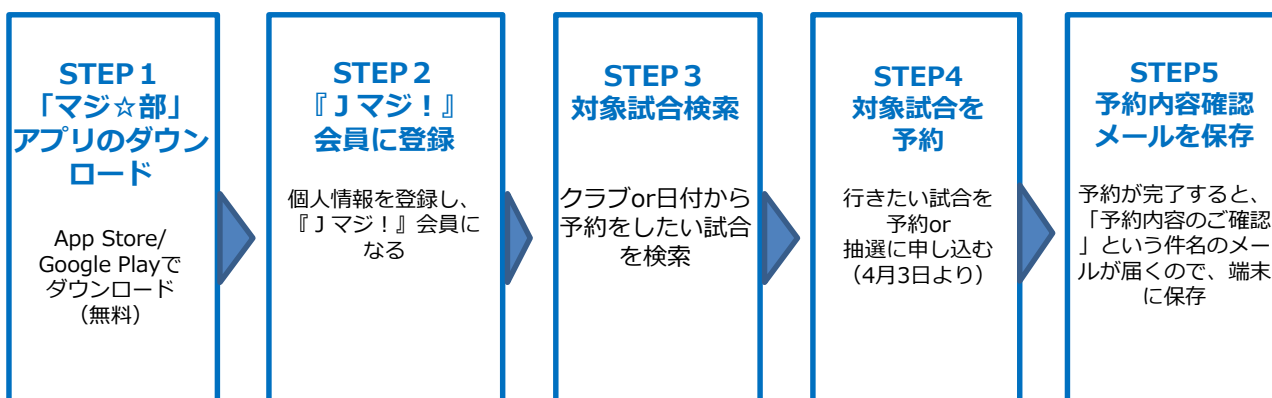 STEP１
「マジ☆部」
アプリのダウン
ロード
App Store/
Google Playで
ダウンロード
（無料）
STEP２
『Ｊマジ！』
会員に登録
個人情報を登録し、
『Ｊマジ！』会員に
なる
STEP３
対象試合検索
クラブor日付から
予約をしたい試合
を検索
STEP4
対象試合を
予約
行きたい試合を
予約or
抽選に申し込む
（4月3日より）
STEP5
予約内容確認
メールを保存
予約が完了すると、
「予約内容のご確認
」という件名のメー
ルが届くので、端末
に保存